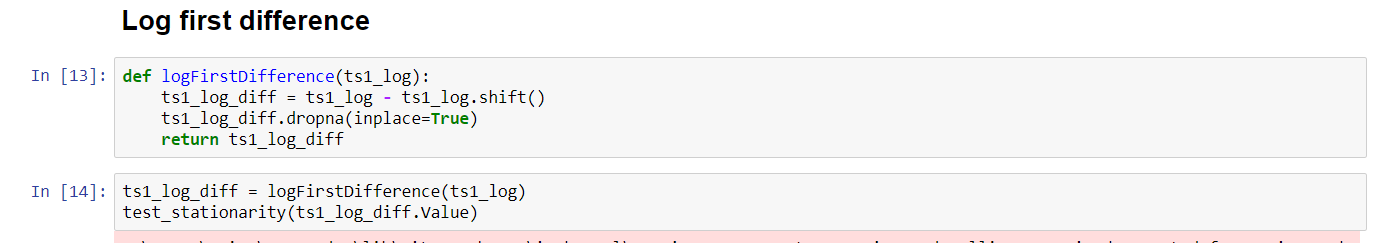 Log first difference
In [13]: def logFirstDifference(ts1_log):
    ts1_log_diff = ts1_log - ts1_log.shift()
    ts1_log_diff.dropna(inplace=True)
    return ts1_log_diff
In [14]: ts1_log_diff = logFirstDifference(ts1_log)
test_stationarity(ts1_log_diff.Value)